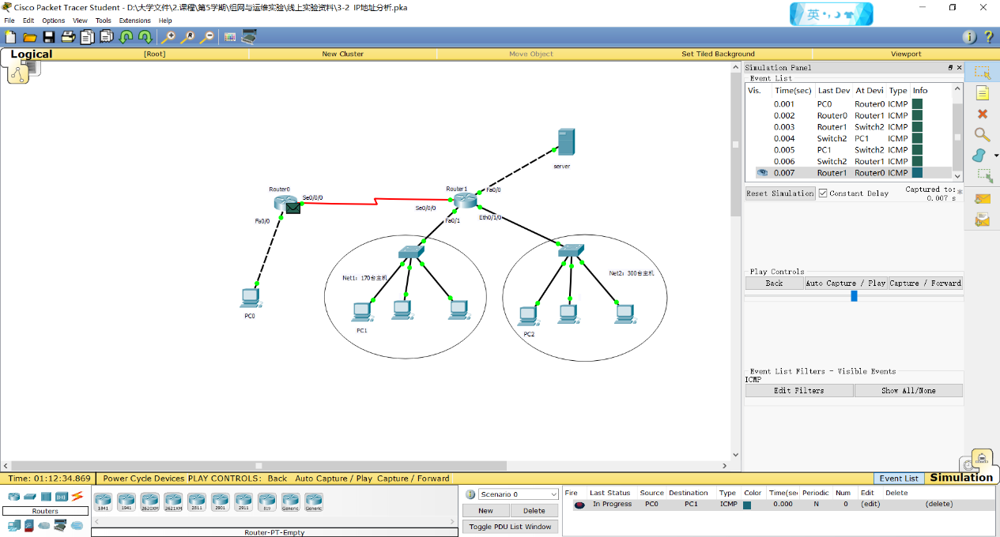 Cisco Packet Tracer Student - D:\大学文件\2.课程\第5学期\组网与运维实验\线上实验资料\3-2 IP地址分析.pka
英
File Edit Options View Tools Extensions Help
Logical [Root] New Cluster Move Object Set Tiled Background Viewport
Simulation Panel
Event List
Vis. Time(sec) Last Dev At Devi Type Info
0.001 PC0 Router0 ICMP
0.002 Router0 Router1 ICMP
0.003 Router1 Switch2 ICMP
0.004 Switch2 PC1 ICMP
0.005 PC1 Switch2 ICMP
0.006 Switch2 Router1 ICMP
0.007 Router1 Router0 ICMP
Reset Simulation Constant Delay Captured to: *
0.007 s
Play Controls
Back Auto Capture / Play Capture / Forward
Event List Filters - Visible Events
ICMP
Edit Filters Show All/None
server
Router0
Se0/0/0
Fa0/0
PC0
Router1
Fa0/0
Se0/0/0
Fa0/1
Eth0/1/0
Net1：170台主机
PC1
Net2：300台主机
PC2
Time: 01:12:34.869 Power Cycle Devices PLAY CONTROLS: Back Auto Capture / Play Capture / Forward
Event List Simulation
Routers
1841 1941 2620XM 2621XM 2811 2901 2911 819 Generic Generic
Router-PT-Empty
Scenario 0
New Delete
Toggle PDU List Window
Fire Last Status Source Destination Type Color Time(sec Periodic Num Edit Delete
In Progress PC0 PC1 ICMP 0.000 N 0 (edit) (delete)